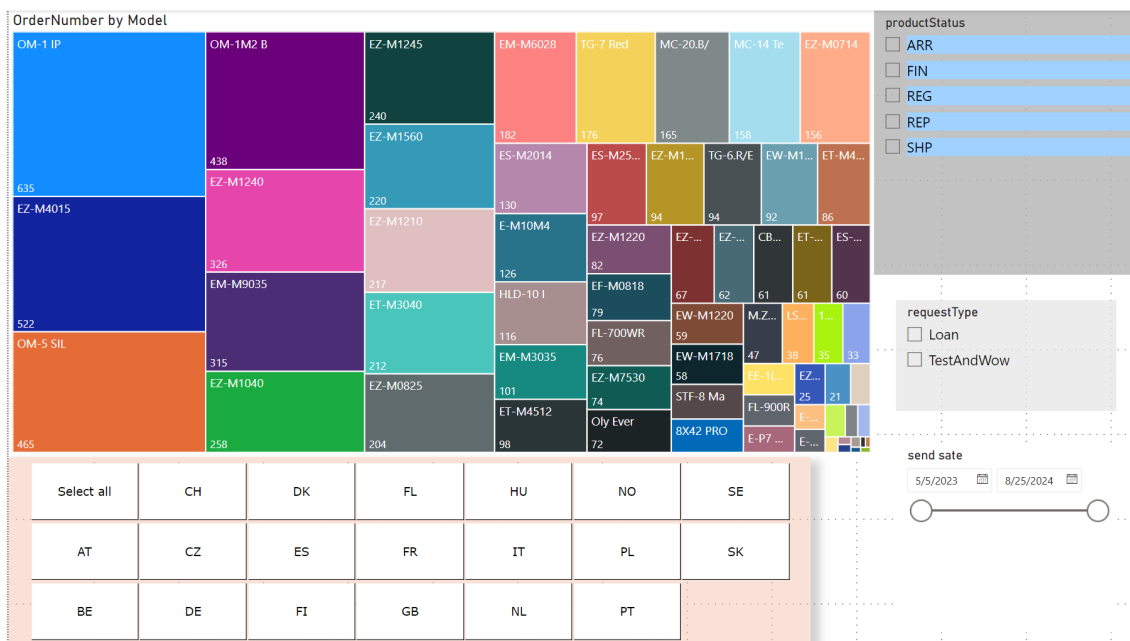 OrderNumber by Model
OM-1 IP
635
EZ-M4015
522
OM-5 SIL
465
OM-1M2 B
438
EZ-M1240
326
EM-M9035
315
EZ-M1040
258
EZ-M1245
240
EZ-M1560
220
EZ-M1210
217
ET-M3040
212
EZ-M0825
204
EM-M6028
182
TG-7 Red
176
MC-20.B/
165
MC-14 Te
158
EZ-M0714
156
ES-M2014
130
E-M10M4
126
HLD-10 I
116
EM-M3035
101
ET-M4512
98
ES-M25...
97
EZ-M1...
94
TG-6.R/E
94
EW-M1...
92
ET-M4...
86
EZ-M1220
82
EF-M0818
79
FL-700WR
76
EZ-M7530
74
Oly Ever
72
EZ-...
67
EZ-...
62
CB...
61
ET-...
61
ES-...
60
EW-M1220
59
EW-M1718
58
STF-8 Ma
8X42 PRO
M.Z...
47
LS...
38
1...
35
33
EE-1(...
FL-900R
E-P7 ...
EZ...
25
21
E-...
E-...
productStatus
ARR
FIN
REG
REP
SHP
requestType
Loan
TestAndWow
send sate
5/5/2023 8/25/2024
Select all CH DK FL HU NO SE
AT CZ ES FR IT PL SK
BE DE FI GB NL PT